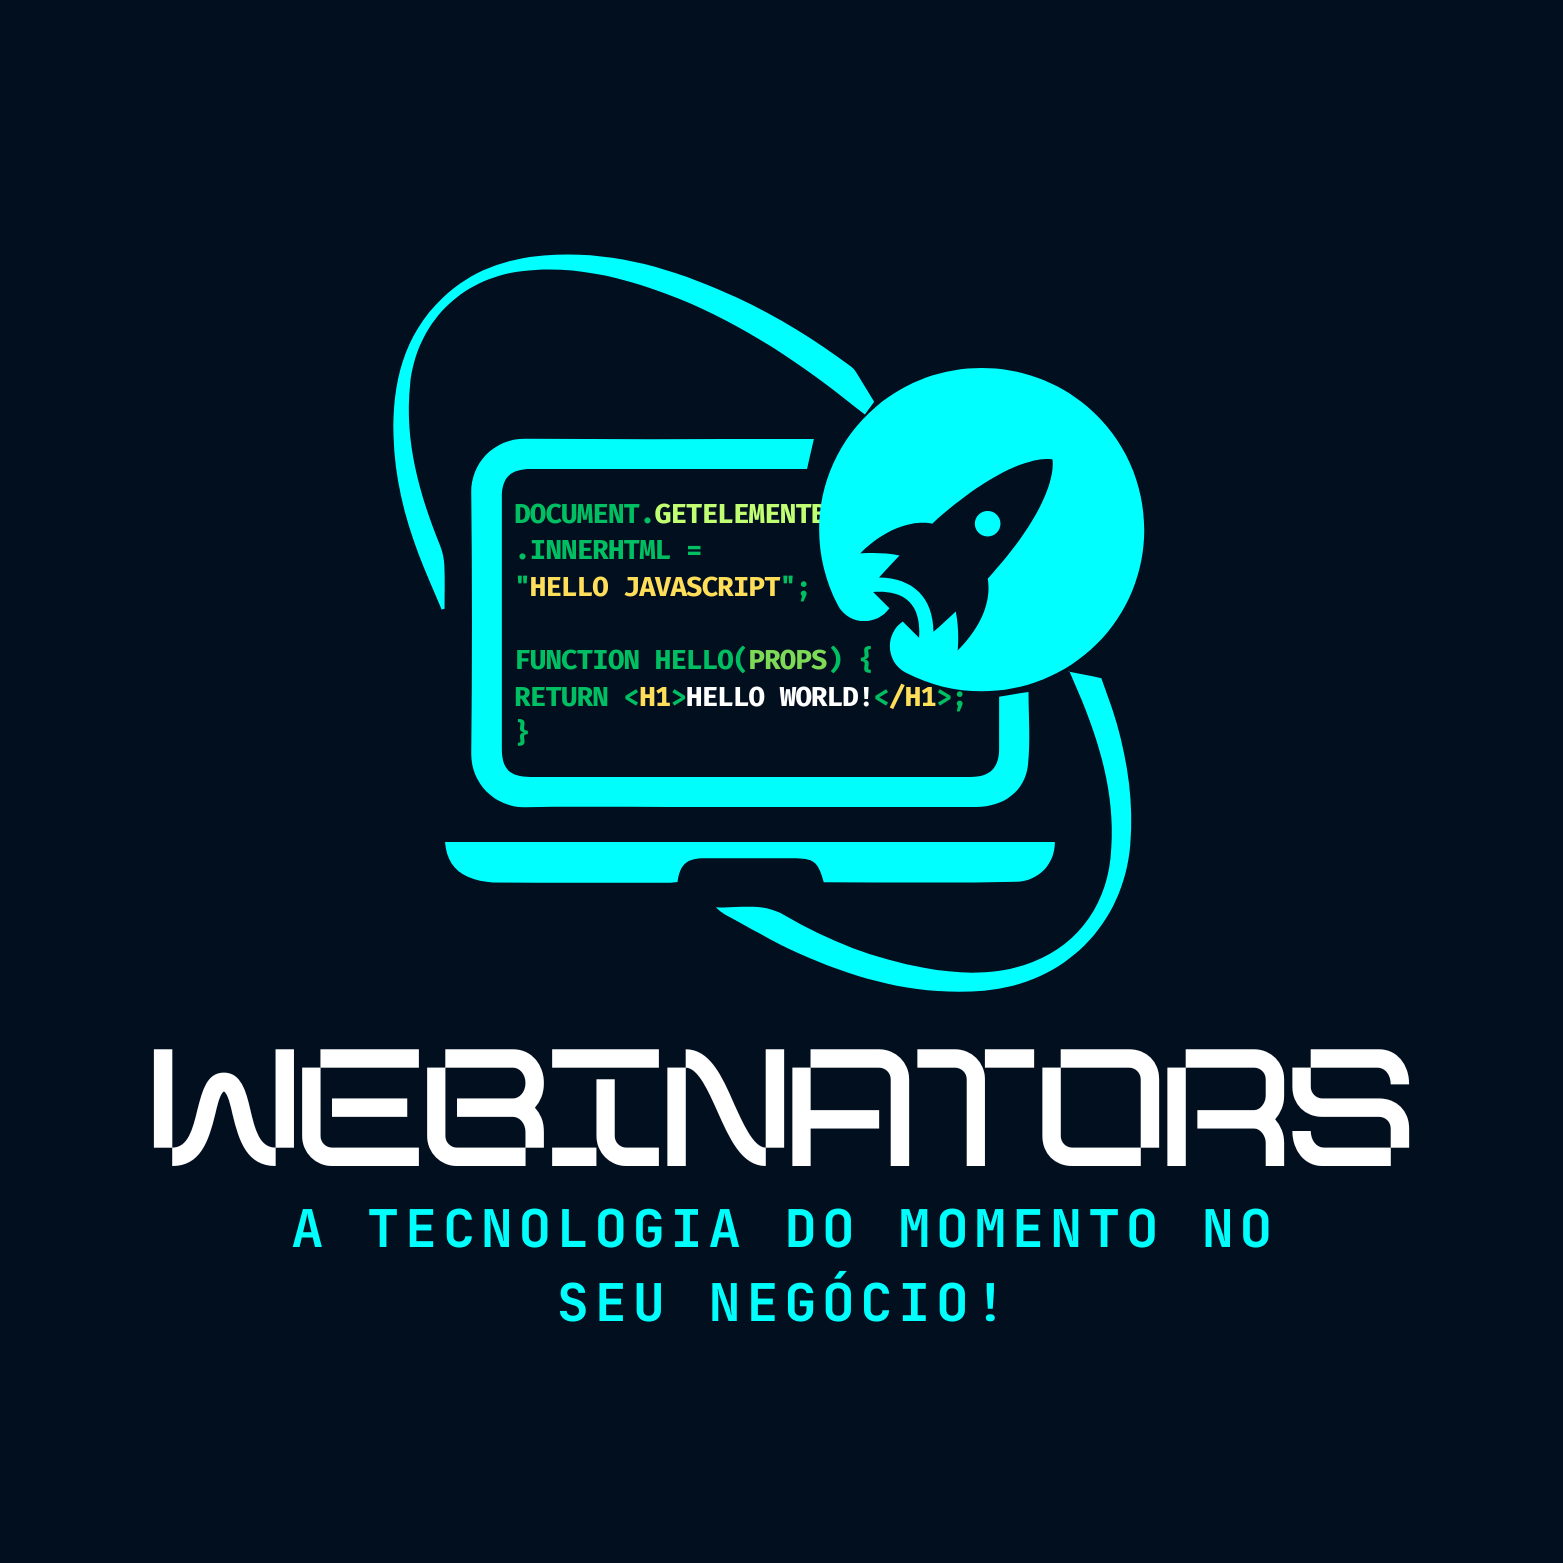 DOCUMENT.GETELEMENTE
.INNERHTML =
"HELLO JAVASCRIPT";
FUNCTION HELLO(PROPS) {
RETURN <H1>HELLO WORLD!</H1>;
}
WEBINATORS
A TECNOLOGIA DO MOMENTO NO
SEU NEGÓCIO!